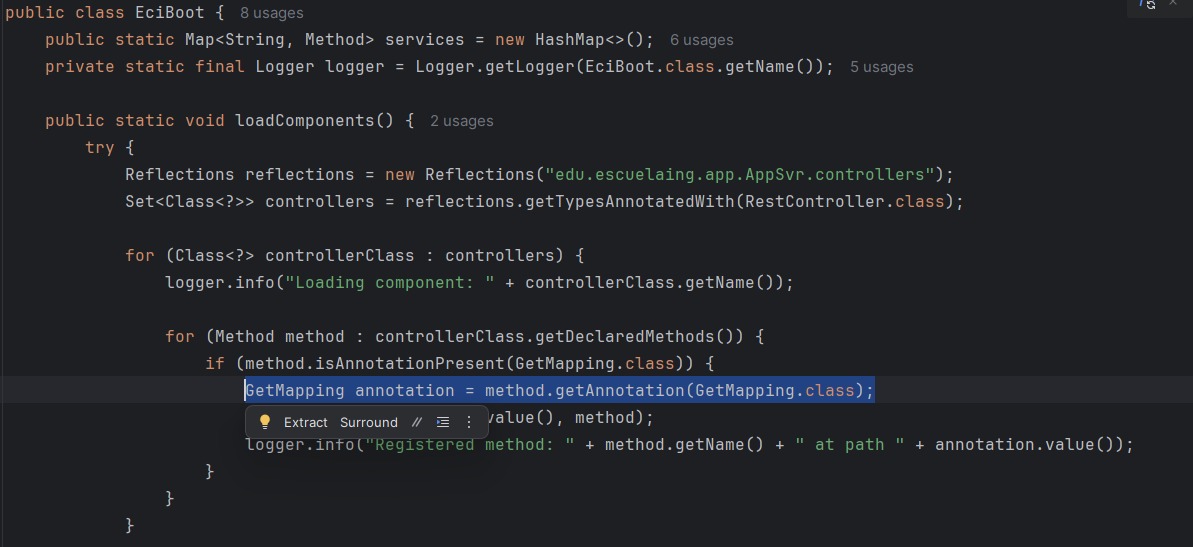 public class EciBoot {  8 usages
    public static Map<String, Method> services = new HashMap<>();  6 usages
    private static final Logger logger = Logger.getLogger(EciBoot.class.getName());  5 usages
    public static void loadComponents() {  2 usages
        try {
            Reflections reflections = new Reflections("edu.escuelaing.app.AppSvr.controllers");
            Set<Class<?>> controllers = reflections.getTypesAnnotatedWith(RestController.class);
            for (Class<?> controllerClass : controllers) {
                logger.info("Loading component: " + controllerClass.getName());
                for (Method method : controllerClass.getDeclaredMethods()) {
                    if (method.isAnnotationPresent(GetMapping.class)) {
                        GetMapping annotation = method.getAnnotation(GetMapping.class);
Extract  Surround  //  value(), method);
                        logger.info("Registered method: " + method.getName() + " at path " + annotation.value());
                    }
                }
            }